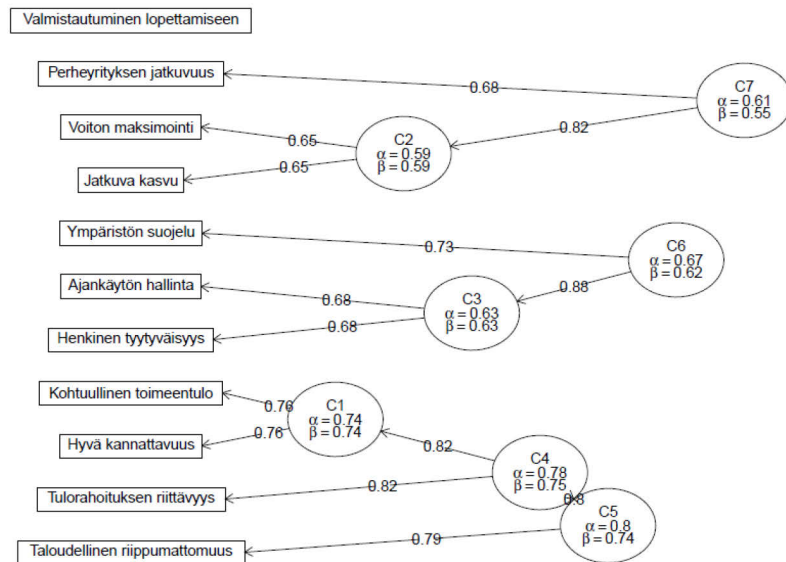 Valmistautuminen lopettamiseen
Perheyrityksen jatkuvuus
0.68
C7
α = 0.61
β = 0.55
Voiton maksimointi
0.65
0.82
C2
α = 0.59
β = 0.59
Jatkuva kasvu
0.65
Ympäristön suojelu
0.73
C6
α = 0.67
β = 0.62
Ajankäytön hallinta
0.68
0.88
C3
α = 0.63
β = 0.63
Henkinen tyytyväisyys
0.68
Kohtuullinen toimeentulo
0.76
C1
α = 0.74
β = 0.74
Hyvä kannattavuus
0.76
0.82
C4
α = 0.78
β = 0.75
Tulorahoituksen riittävyys
0.82
0.8
C5
α = 0.8
β = 0.74
Taloudellinen riippumattomuus
0.79